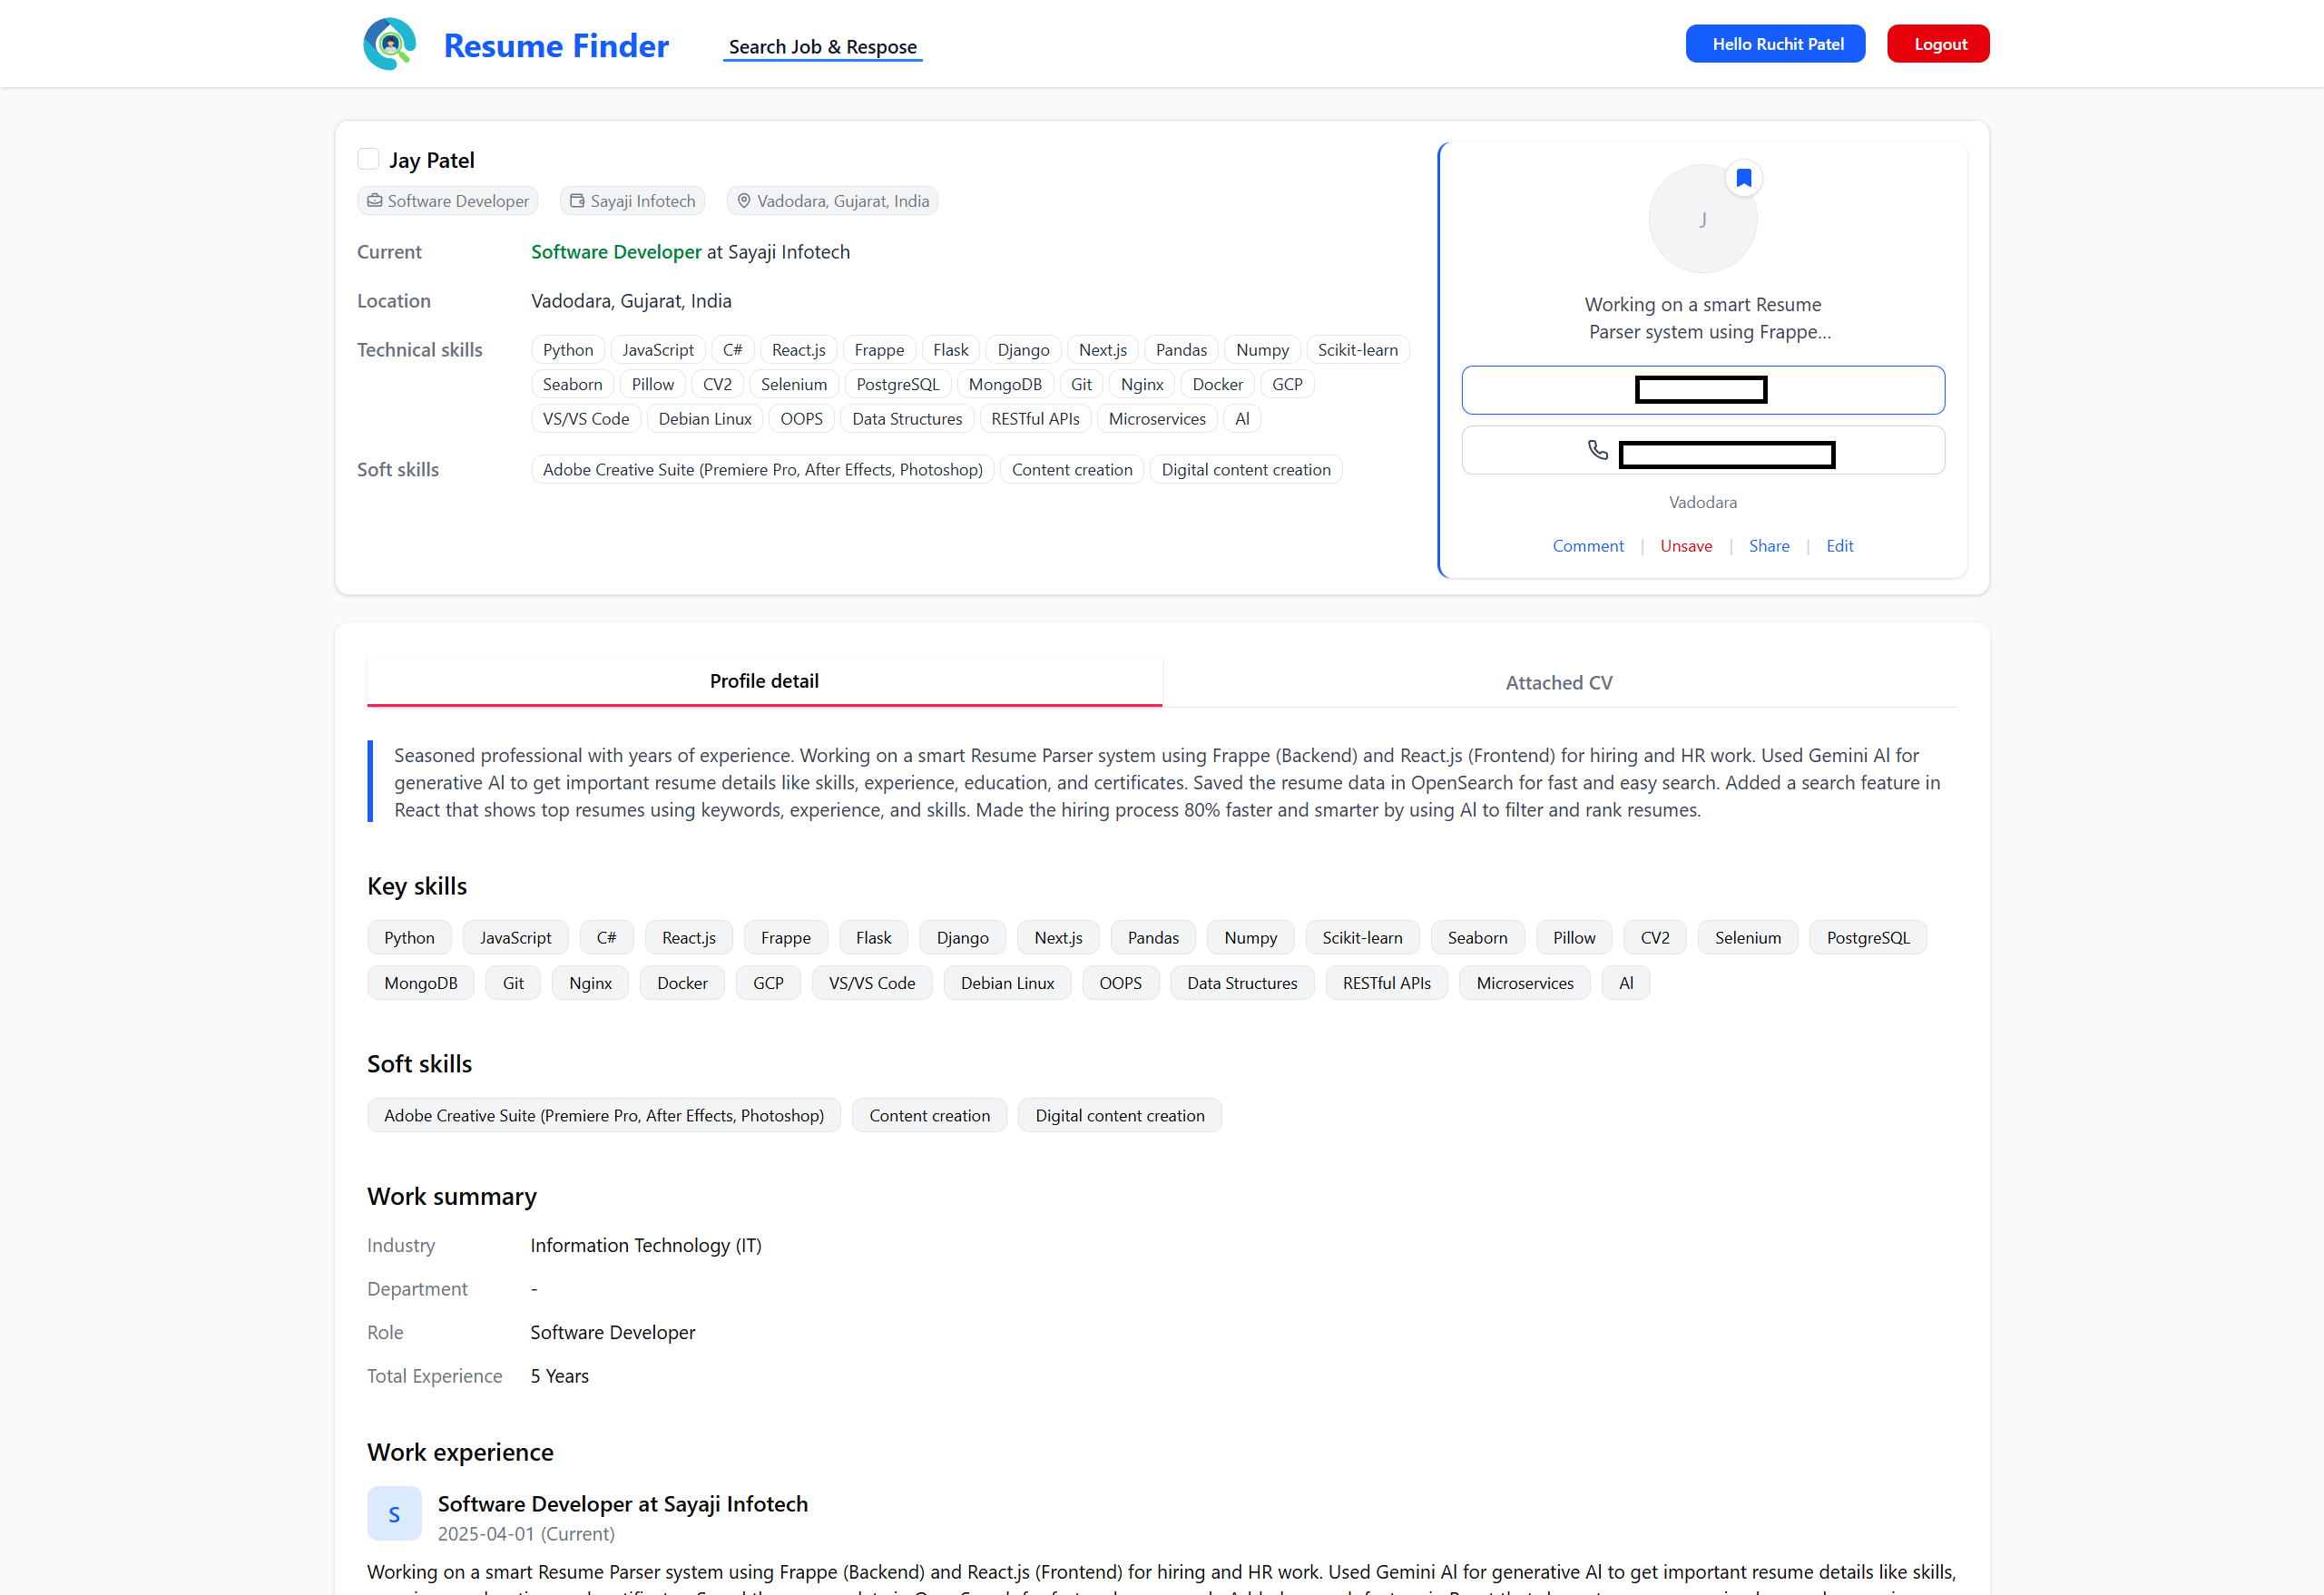 Resume Finder
Search Job & Respose
Hello Ruchit Patel
Logout
Jay Patel
Software Developer
Sayaji Infotech
Vadodara, Gujarat, India
Current
Software Developer at Sayaji Infotech
Location
Vadodara, Gujarat, India
Technical skills
Python JavaScript C# React.js Frappe Flask Django Next.js Pandas Numpy Scikit-learn
Seaborn Pillow CV2 Selenium PostgreSQL MongoDB Git Nginx Docker GCP
VS/VS Code Debian Linux OOPS Data Structures RESTful APIs Microservices AI
Soft skills
Adobe Creative Suite (Premiere Pro, After Effects, Photoshop) Content creation Digital content creation
J
Working on a smart Resume
Parser system using Frappe...
Vadodara
Comment | Unsave | Share | Edit
Profile detail
Attached CV
Seasoned professional with years of experience. Working on a smart Resume Parser system using Frappe (Backend) and React.js (Frontend) for hiring and HR work. Used Gemini AI for
generative AI to get important resume details like skills, experience, education, and certificates. Saved the resume data in OpenSearch for fast and easy search. Added a search feature in
React that shows top resumes using keywords, experience, and skills. Made the hiring process 80% faster and smarter by using AI to filter and rank resumes.
Key skills
Python JavaScript C# React.js Frappe Flask Django Next.js Pandas Numpy Scikit-learn Seaborn Pillow CV2 Selenium PostgreSQL
MongoDB Git Nginx Docker GCP VS/VS Code Debian Linux OOPS Data Structures RESTful APIs Microservices AI
Soft skills
Adobe Creative Suite (Premiere Pro, After Effects, Photoshop) Content creation Digital content creation
Work summary
Industry Information Technology (IT)
Department -
Role Software Developer
Total Experience 5 Years
Work experience
S
Software Developer at Sayaji Infotech
2025-04-01 (Current)
Working on a smart Resume Parser system using Frappe (Backend) and React.js (Frontend) for hiring and HR work. Used Gemini AI for generative AI to get important resume details like skills,